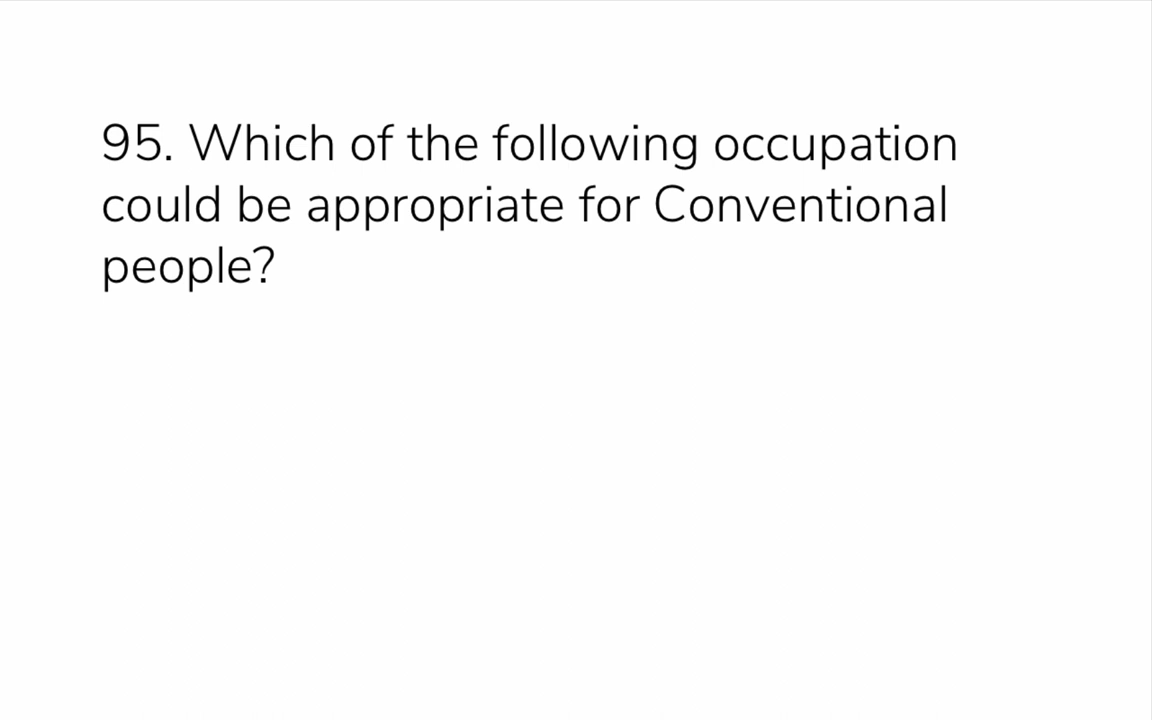 95. Which of the following occupation
could be appropriate for Conventional
people?